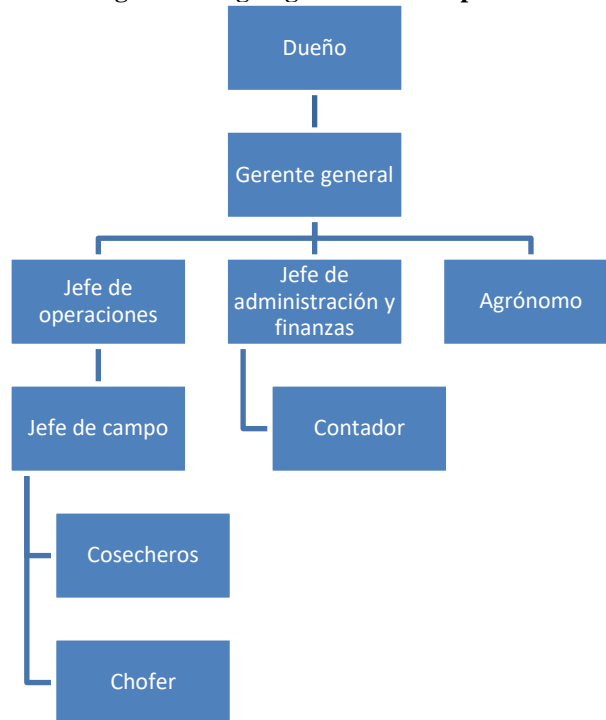 Dueño
Gerente general
Jefe de
operaciones
Jefe de
administración y
finanzas
Agrónomo
Jefe de campo
Contador
Cosecheros
Chofer